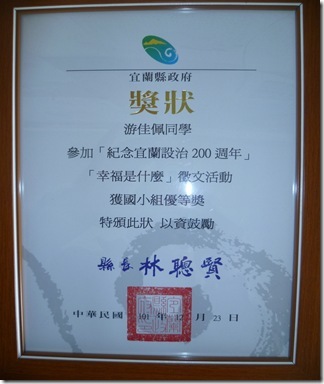 宜蘭縣政府
獎狀
游佳佩同學
參加「紀念宜蘭設治200週年」
「幸福是什麼」徵文活動
獲國小組優等獎
特頒此狀 以資鼓勵
縣長 林聰賢
中華民國 101 年 12 月 23 日